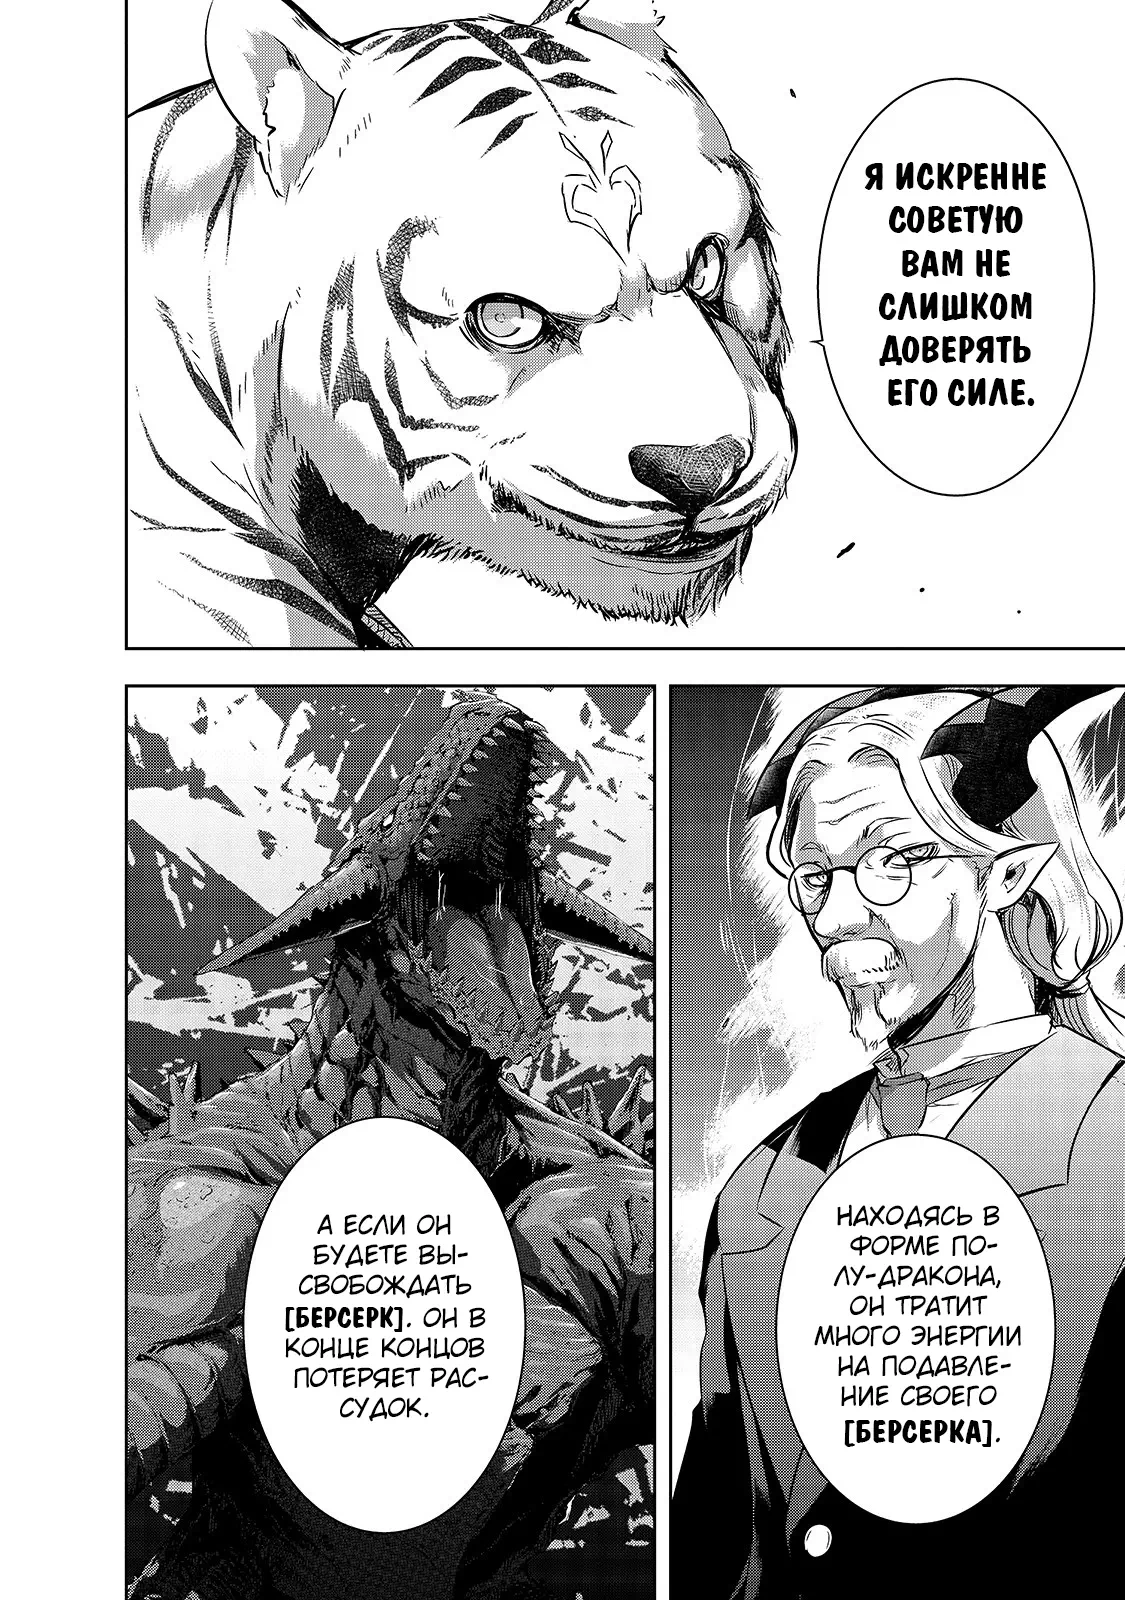 Я ИСКРЕННЕ
СОВЕТУЮ
ВАМ НЕ
СЛИШКОМ
ДОВЕРЯТЬ
ЕГО СИЛЕ.
НАХОДЯСЬ В
ФОРМЕ ПО-
ЛУ-ДРАКОНА,
ОН ТРАТИТ
МНОГО ЭНЕРГИИ
НА ПОДАВЛЕ-
НИЕ СВОЕГО
[БЕРСЕРКА].
А ЕСЛИ ОН
БУДЕТЕ ВЫ-
СВОБОЖДАТЬ
[БЕРСЕРК]. ОН В
КОНЦЕ КОНЦОВ
ПОТЕРЯЕТ РАС-
СУДОК.